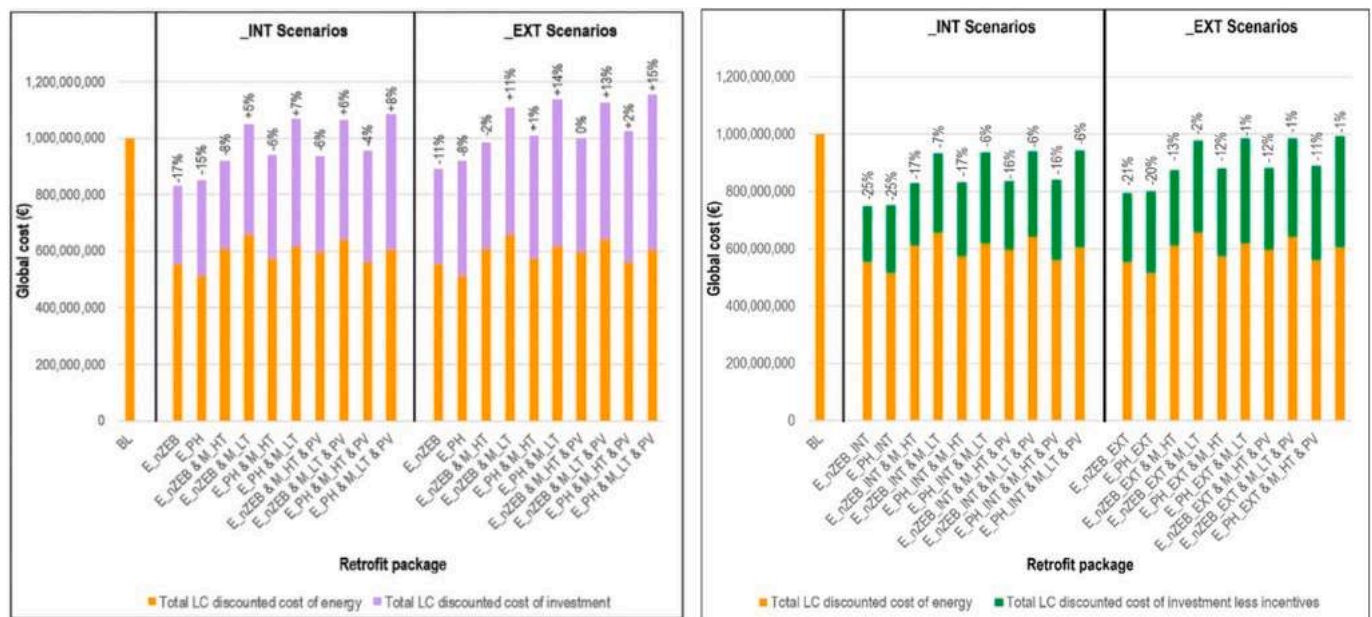 _INT Scenarios
_EXT Scenarios
Global cost (€)
1,200,000,000
1,000,000,000
800,000,000
600,000,000
400,000,000
200,000,000
0
-17%
-15%
-8%
+5%
-6%
+7%
-6%
+6%
-4%
+8%
-11%
-8%
-2%
+11%
+1%
+14%
0%
+13%
+2%
+15%
BL
E_nZEB
E_PH
E_nZEB & M_HT
E_nZEB & M_LT
E_PH & M_HT
E_PH & M_LT
E_nZEB & M_HT & PV
E_nZEB & M_LT & PV
E_PH & M_HT & PV
E_PH & M_LT & PV
E_nZEB
E_PH
E_nZEB & M_HT
E_nZEB & M_LT
E_PH & M_HT
E_PH & M_LT
E_nZEB & M_HT & PV
E_nZEB & M_LT & PV
E_PH & M_HT & PV
E_PH & M_LT & PV
Retrofit package
Total LC discounted cost of energy
Total LC discounted cost of investment
_INT Scenarios
_EXT Scenarios
Global cost (€)
1,200,000,000
1,000,000,000
800,000,000
600,000,000
400,000,000
200,000,000
0
-25%
-25%
-17%
-7%
-17%
-6%
-16%
-6%
-16%
-6%
-21%
-20%
-13%
-2%
-12%
-1%
-12%
-1%
-11%
-1%
BL
E_nZEB_INT
E_PH_INT
E_nZEB_INT & M_HT
E_nZEB_INT & M_LT
E_PH_INT & M_HT
E_PH_INT & M_LT
E_nZEB_INT & M_HT & PV
E_nZEB_INT & M_LT & PV
E_PH_INT & M_HT & PV
E_PH_INT & M_LT & PV
E_nZEB_EXT
E_PH_EXT
E_nZEB_EXT & M_HT
E_nZEB_EXT & M_LT
E_PH_EXT & M_HT
E_PH_EXT & M_LT
E_nZEB_EXT & M_HT & PV
E_nZEB_EXT & M_LT & PV
E_PH_EXT & M_HT & PV
Retrofit package
Total LC discounted cost of energy
Total LC discounted cost of investment less incentives